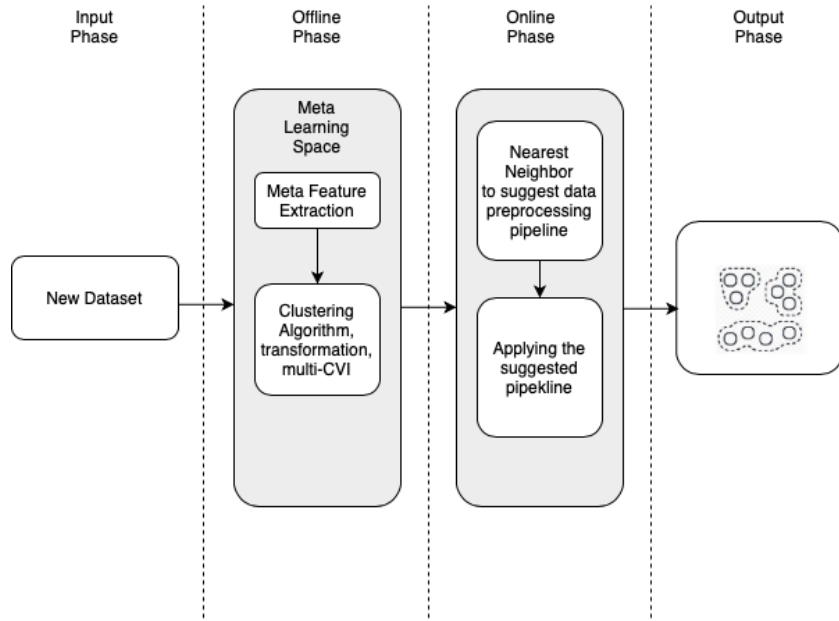 Input
Phase
Offline
Phase
Online
Phase
Output
Phase
New Dataset
Meta
Learning
Space
Meta Feature
Extraction
Clustering
Algorithm,
transformation,
multi-CVI
Nearest
Neighbor
to suggest data
preprocessing
pipeline
Applying the
suggested
pipekline